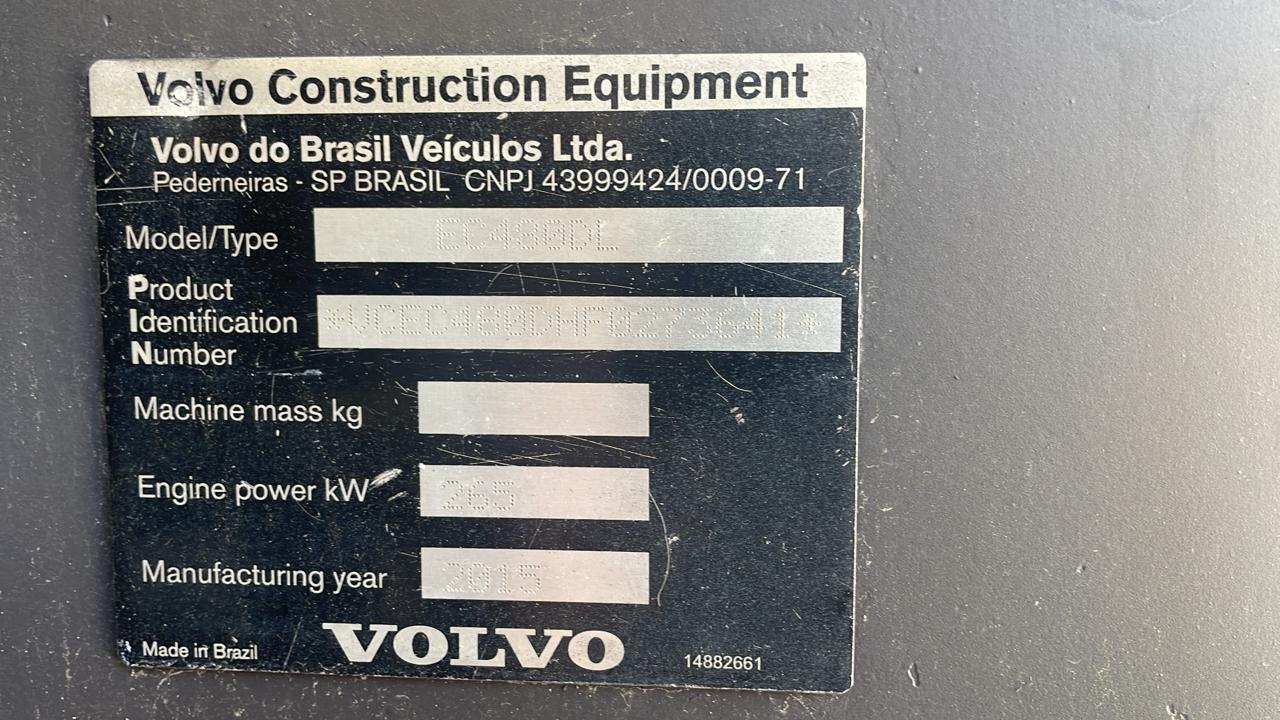 Volvo Construction Equipment
Volvo do Brasil Veículos Ltda.
Pederneiras - SP BRASIL CNPJ 43999424/0009-71
Model/Type EC480DL
Product
Identification
Number
Machine mass kg
Engine power kW 265
Manufacturing year 2015
Made in Brazil VOLVO 14882661